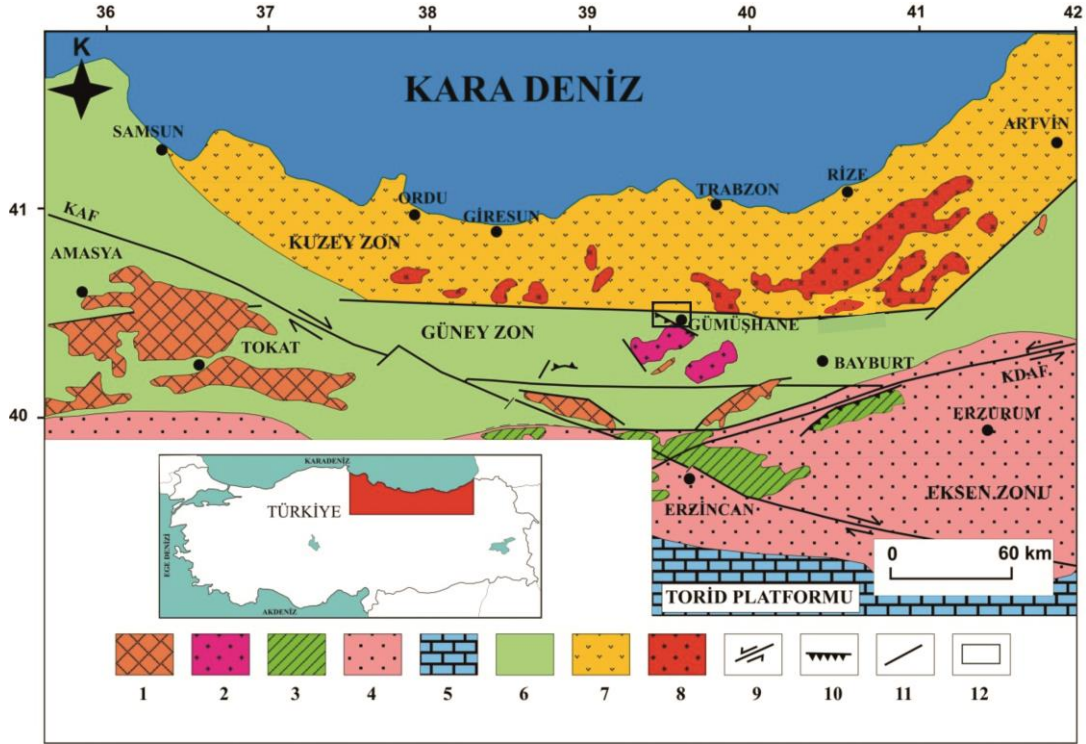 36 37 38 39 40 41 42
K
KARA DENİZ
SAMSUN
ARTVİN
RİZE
TRABZON
ORDU
GİRESUN
41
KAF
KUZEY ZON
AMASYA
GÜMÜŞHANE
GÜNEY ZON
TOKAT
BAYBURT
KDAF
40
ERZURUM
KARADENİZ
TÜRKİYE
EGE DENİZİ
AKDENİZ
ERZİNCAN
EKSEN ZONU
0 60 km
TORİD PLATFORMU
1 2 3 4 5 6 7 8 9 10 11 12